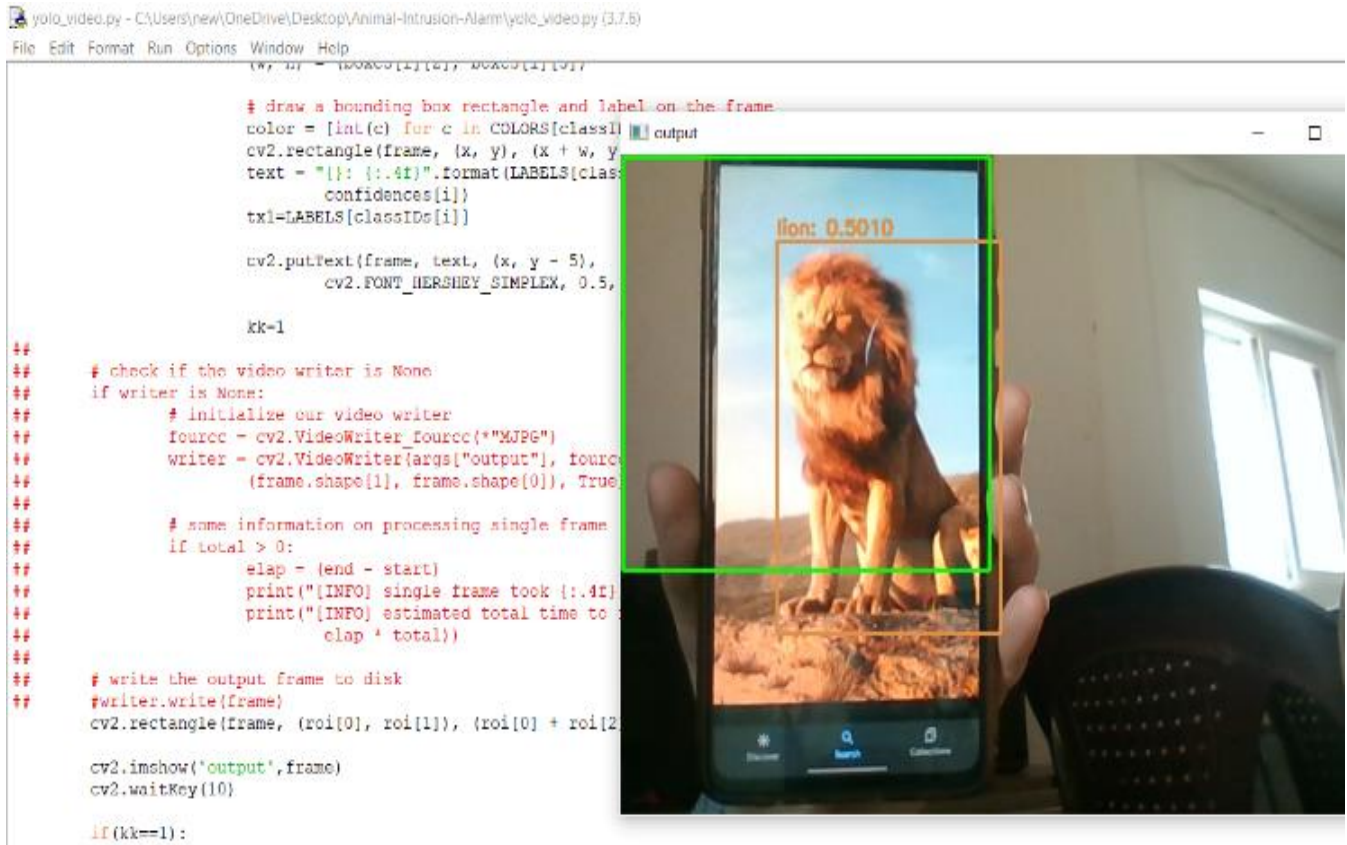 yolo_video.py - C:\Users\new\OneDrive\Desktop\Animal-Intrusion-Alarm\yolo_video.py (3.7.6)
File Edit Format Run Options Window Help
(w, h) = (boxes[i][2], boxes[i][3])
# draw a bounding box rectangle and label on the frame
color = [int(c) for c in COLORS[classI
cv2.rectangle(frame, (x, y), (x + w, y
text = "{}: {:.4f}".format(LABELS[clas
confidences[i])
tx1=LABELS[classIDs[i]]
cv2.putText(frame, text, (x, y - 5),
cv2.FONT_HERSHEY_SIMPLEX, 0.5,
kk=1
##
## # check if the video writer is None
## if writer is None:
## # initialize our video writer
## fourcc = cv2.VideoWriter_fourcc(*"MJPG")
## writer = cv2.VideoWriter(args["output"], fourcc
## (frame.shape[1], frame.shape[0]), True
##
## # some information on processing single frame
## if total > 0:
## elap = (end - start)
## print("[INFO] single frame took {:.4f}
## print("[INFO] estimated total time to
## elap * total))
##
## # write the output frame to disk
## #writer.write(frame)
cv2.rectangle(frame, (roi[0], roi[1]), (roi[0] + roi[2
cv2.imshow('output',frame)
cv2.waitKey(10)
if(kk==1):
output
lion: 0.5010
Discover Search Collections